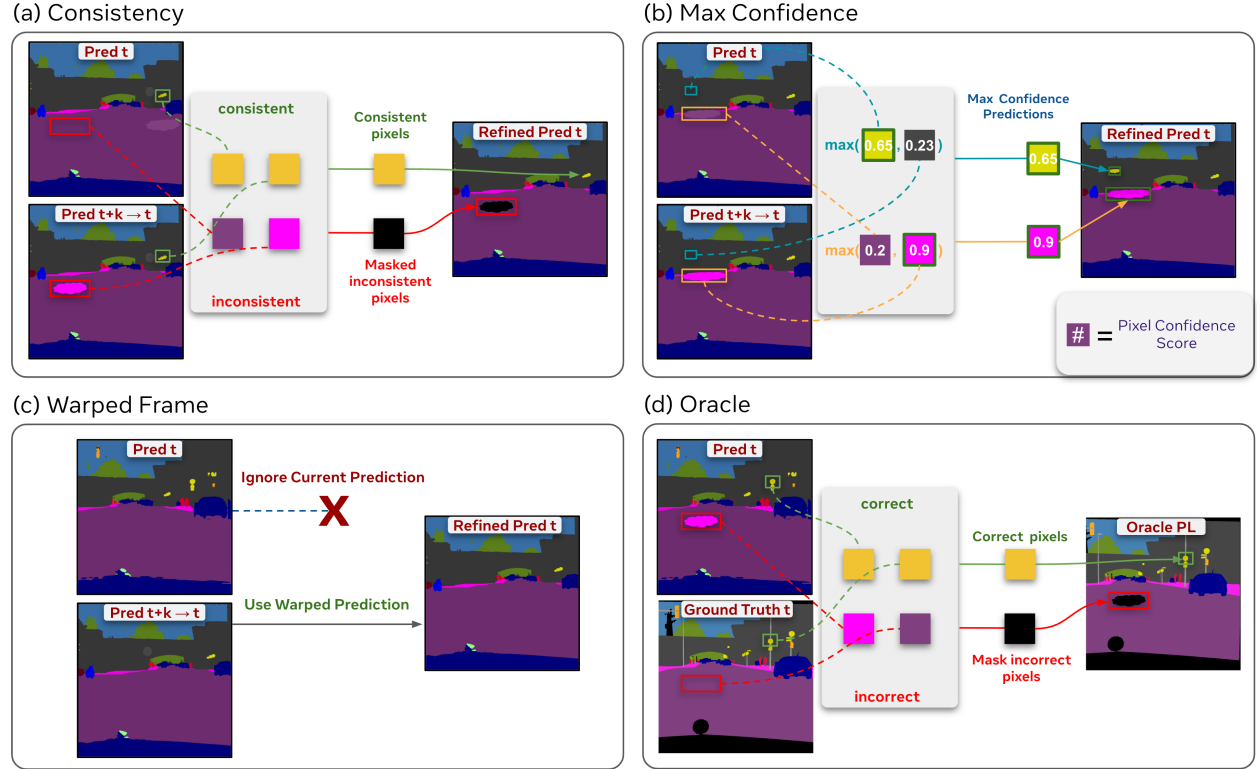 (a) Consistency
Pred t
consistent
Consistent
pixels
Refined Pred t
Pred t+k → t
inconsistent
Masked
inconsistent
pixels
(b) Max Confidence
Pred t
Max Confidence
Predictions
max( 0.65 , 0.23 )
0.65
Refined Pred t
Pred t+k → t
max( 0.2 , 0.9 )
0.9
# = Pixel Confidence
Score
(c) Warped Frame
Pred t
Ignore Current Prediction
X
Refined Pred t
Use Warped Prediction
Pred t+k → t
(d) Oracle
Pred t
correct
Correct pixels
Oracle PL
Ground Truth t
incorrect
Mask incorrect
pixels